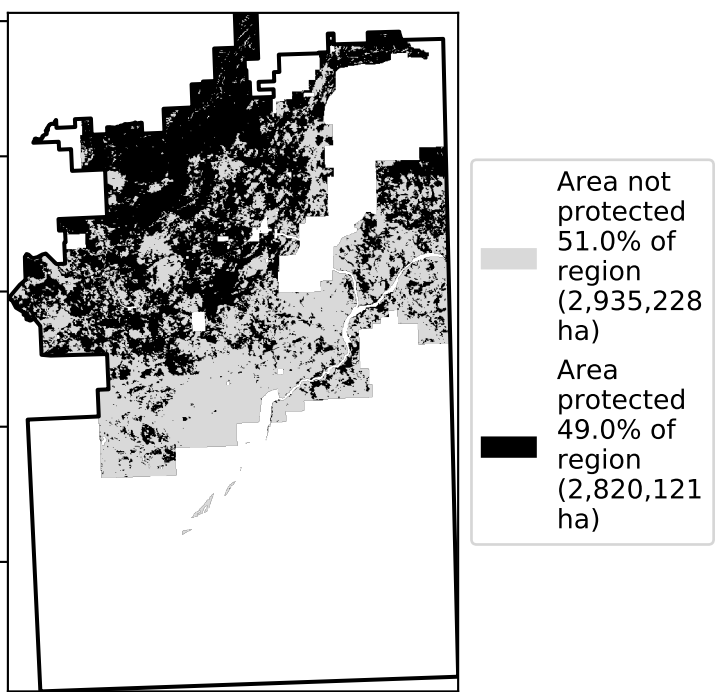 Area not
protected
51.0% of
region
(2,935,228
ha)
Area
protected
49.0% of
region
(2,820,121
ha)